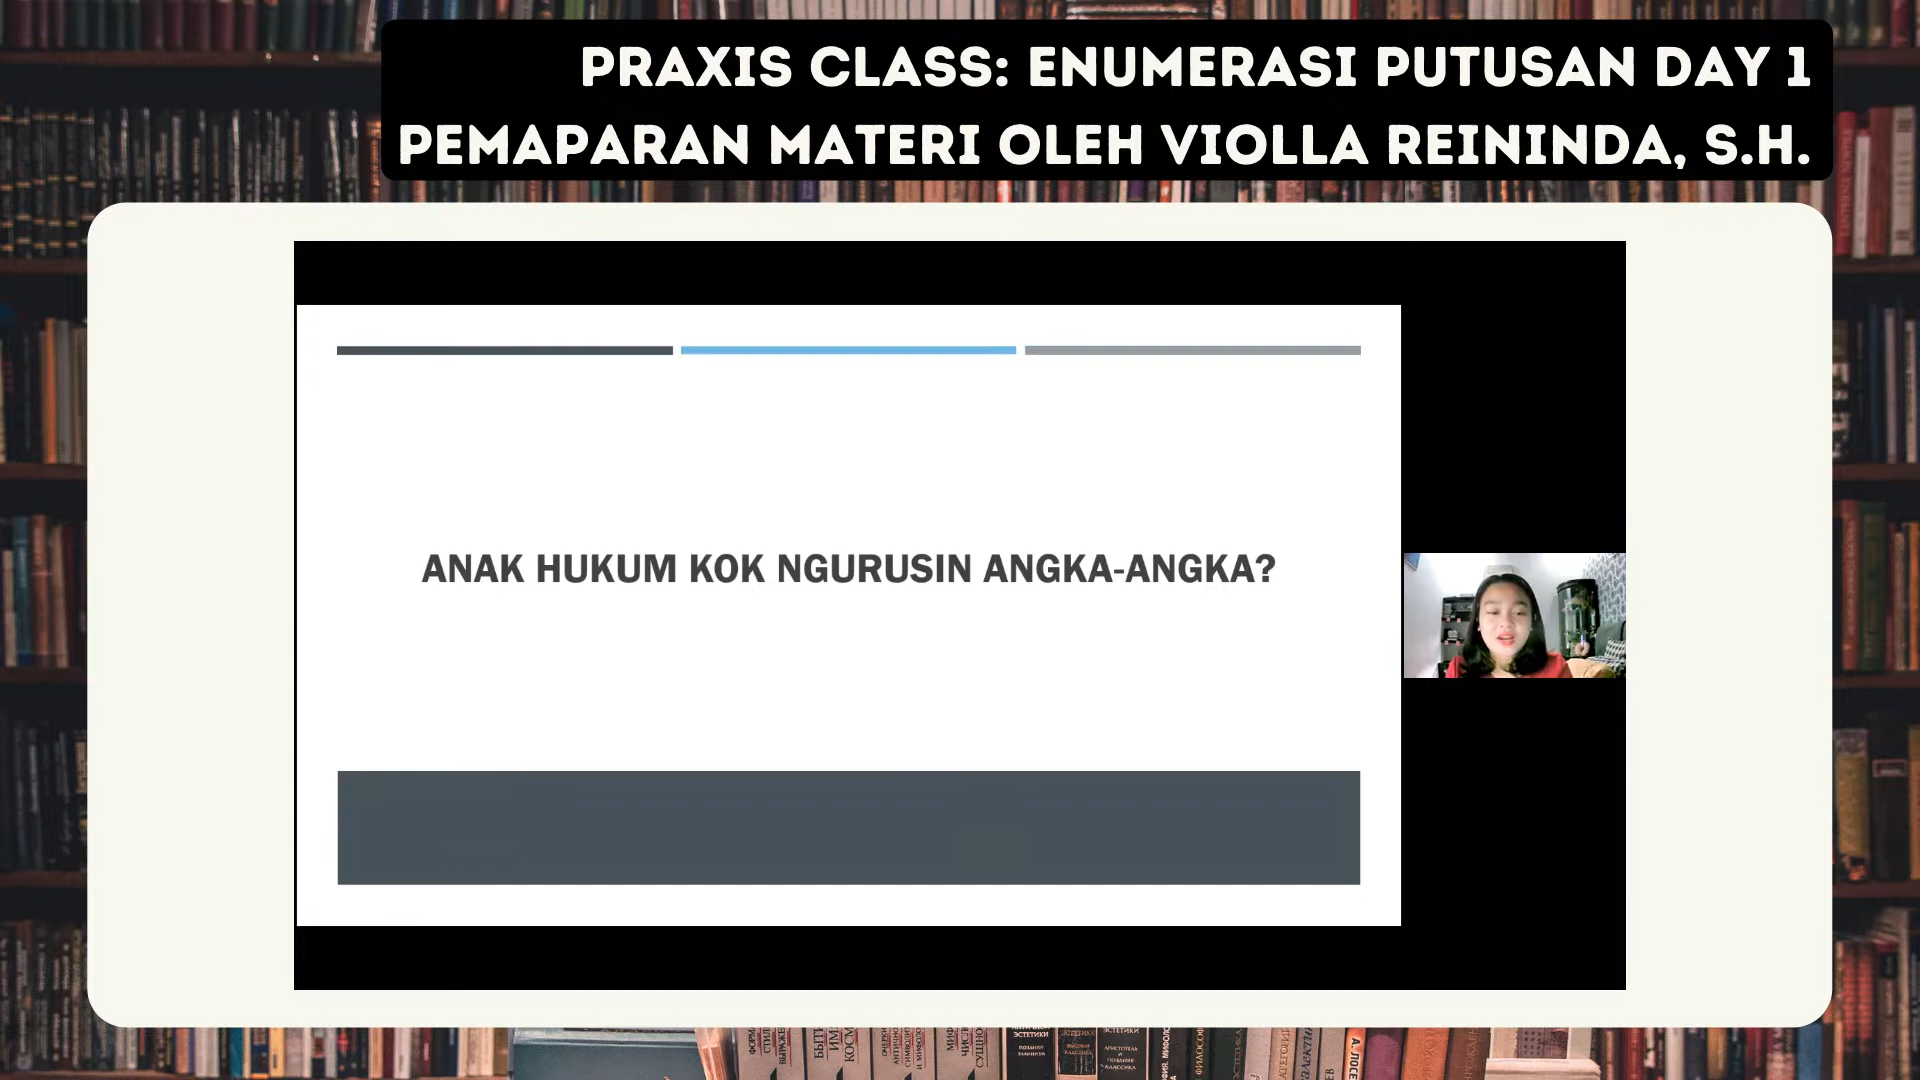 PRAXIS CLASS: ENUMERASI PUTUSAN DAY 1
PEMAPARAN MATERI OLEH VIOLLA REININDA, S.H.
ANAK HUKUM KOK NGURUSIN ANGKA-ANGKA?